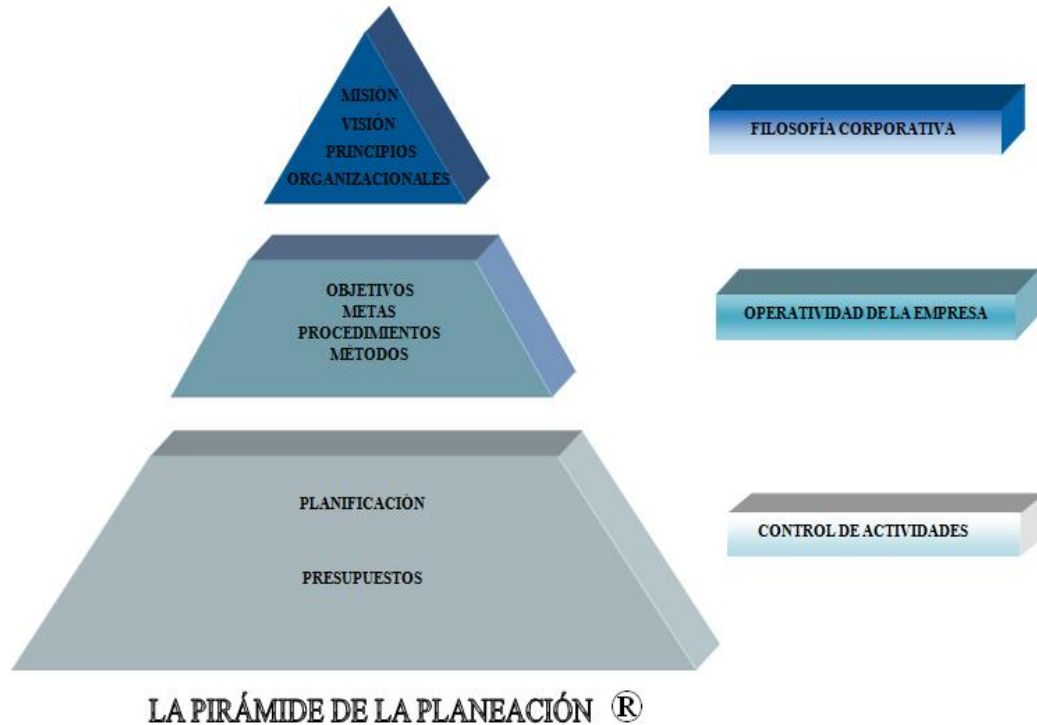 MISIÓN
VISIÓN
PRINCIPIOS
ORGANIZACIONALES
FILOSOFÍA CORPORATIVA
OBJETIVOS
METAS
PROCEDIMIENTOS
MÉTODOS
OPERATIVIDAD DE LA EMPRESA
PLANIFICACIÓN
PRESUPUESTOS
CONTROL DE ACTIVIDADES
LA PIRÁMIDE DE LA PLANEACIÓN ®